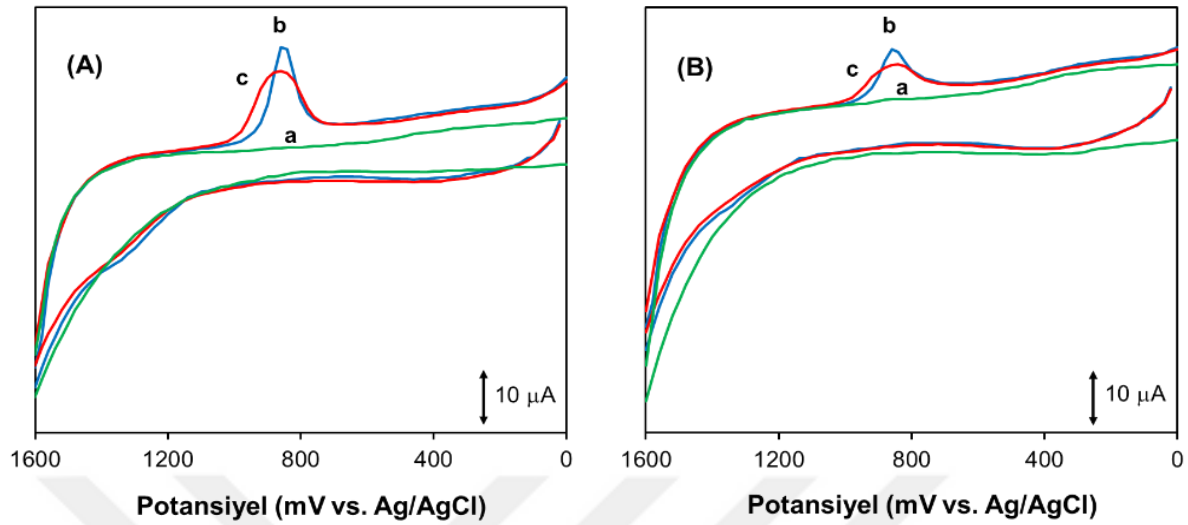 (A)
b
c
a
10 μA
1600 1200 800 400 0
Potansiyel (mV vs. Ag/AgCl)
(B)
b
c
a
10 μA
1600 1200 800 400 0
Potansiyel (mV vs. Ag/AgCl)